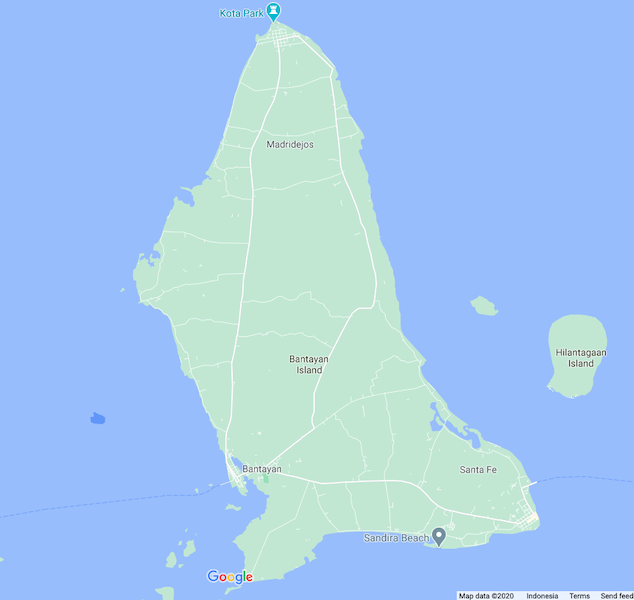 Kota Park
Madridejos
Bantayan
Island
Hilantagaan
Island
Bantayan
Santa Fe
Sandira Beach
Google
Map data ©2020 Indonesia Terms Send feed